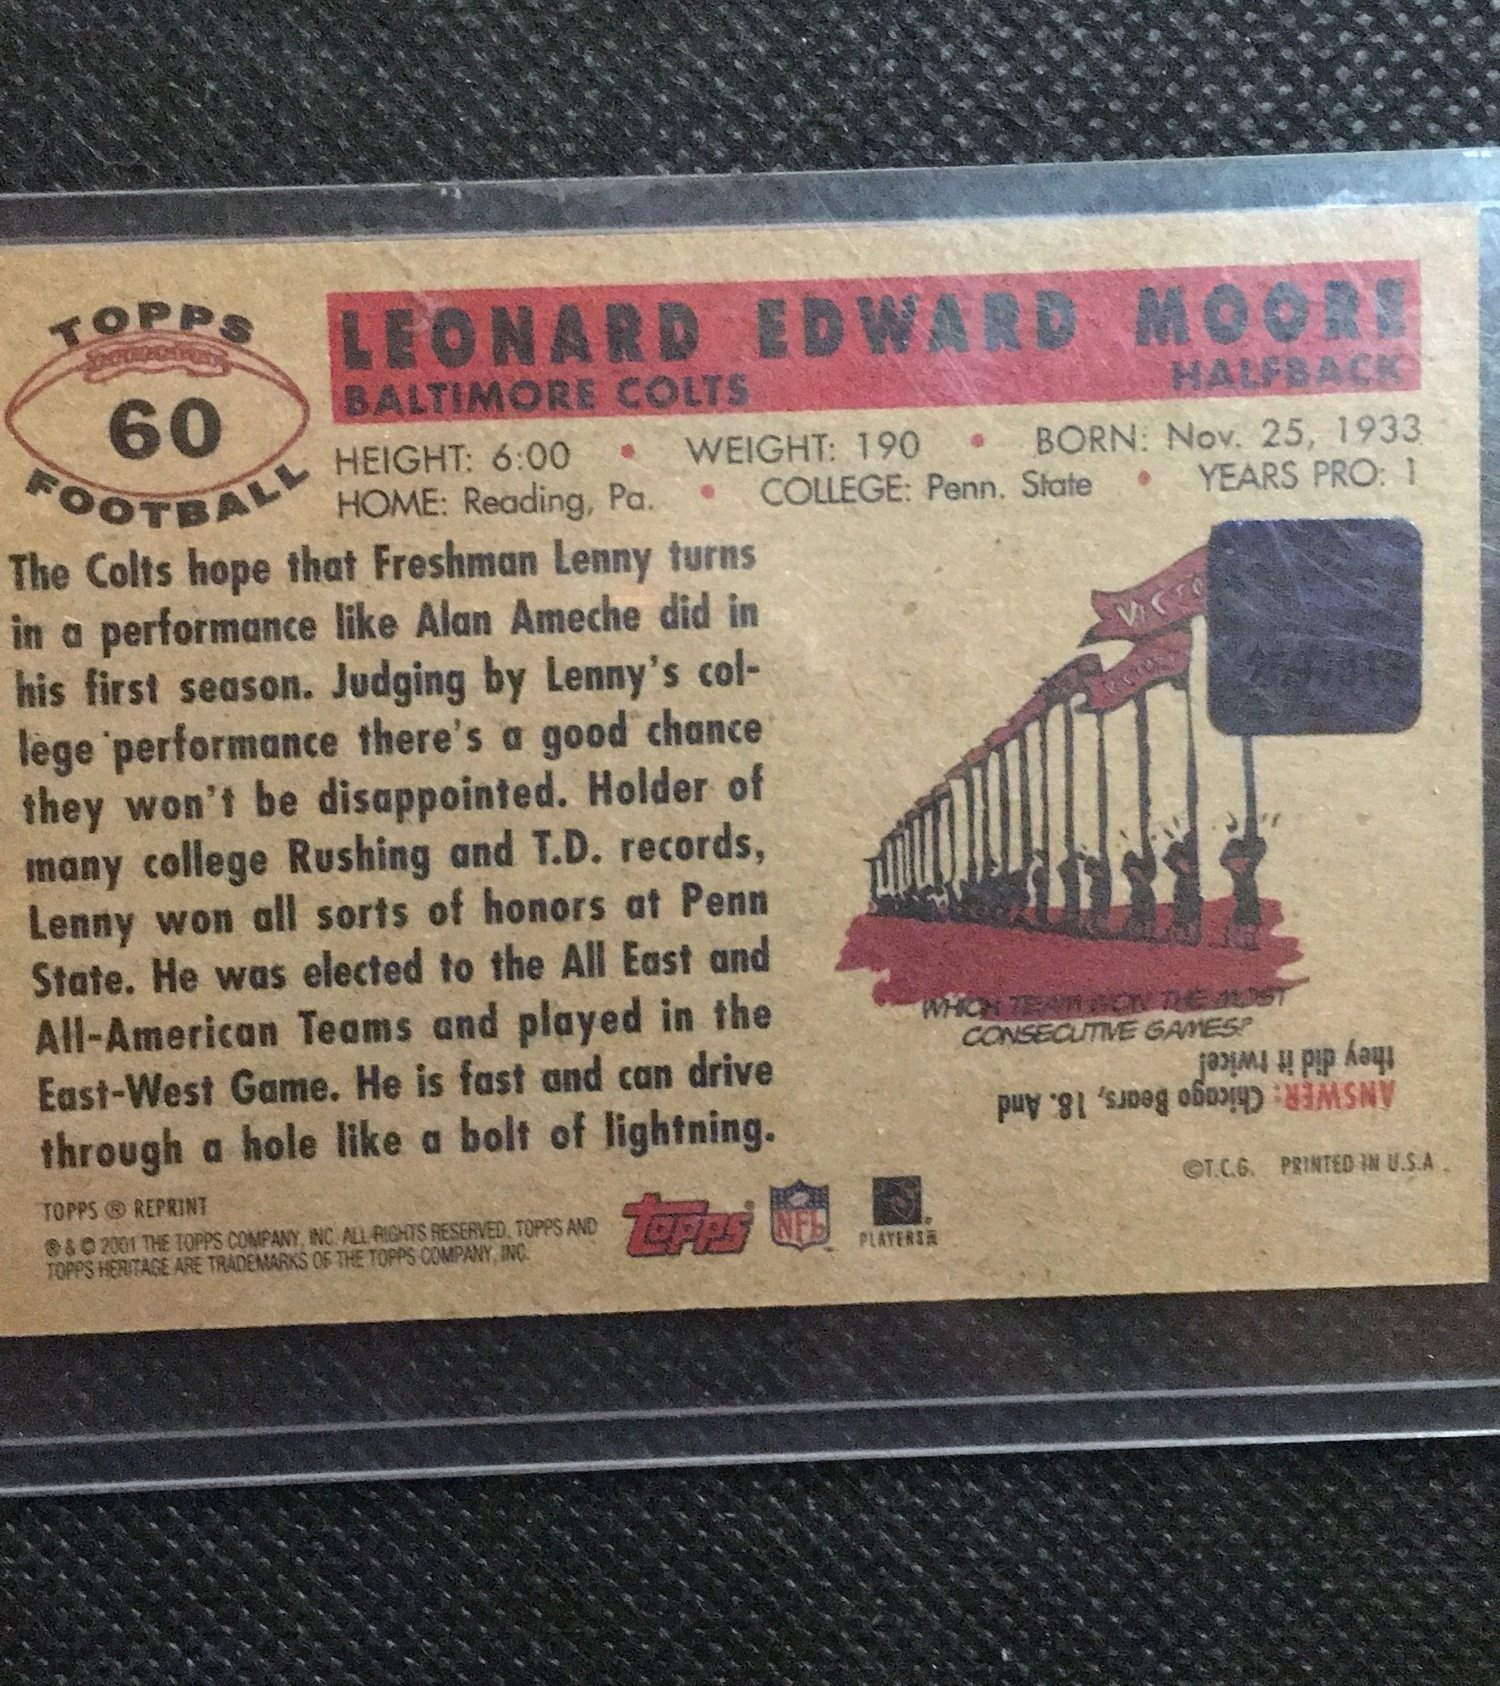 TOPPS
60
FOOTBALL
LEONARD EDWARD MOORE
BALTIMORE COLTS HALFBACK
HEIGHT: 6:00 • WEIGHT: 190 • BORN: Nov. 25, 1933
HOME: Reading, Pa. • COLLEGE: Penn. State • YEARS PRO: 1
The Colts hope that Freshman Lenny turns
in a performance like Alan Ameche did in
his first season. Judging by Lenny's col-
lege performance there's a good chance
they won't be disappointed. Holder of
many college Rushing and T.D. records,
Lenny won all sorts of honors at Penn
State. He was elected to the All East and
All-American Teams and played in the
East-West Game. He is fast and can drive
through a hole like a bolt of lightning.
VICTO
WHICH TEAM WON THE MOST
CONSECUTIVE GAMES?
ANSWER: Chicago Bears, 18. And
they did it twice!
©T.C.G. PRINTED IN U.S.A.
TOPPS ® REPRINT
® & © 2001 THE TOPPS COMPANY, INC. ALL RIGHTS RESERVED. TOPPS AND
TOPPS HERITAGE ARE TRADEMARKS OF THE TOPPS COMPANY, INC.
topps
NFL
PLAYERS